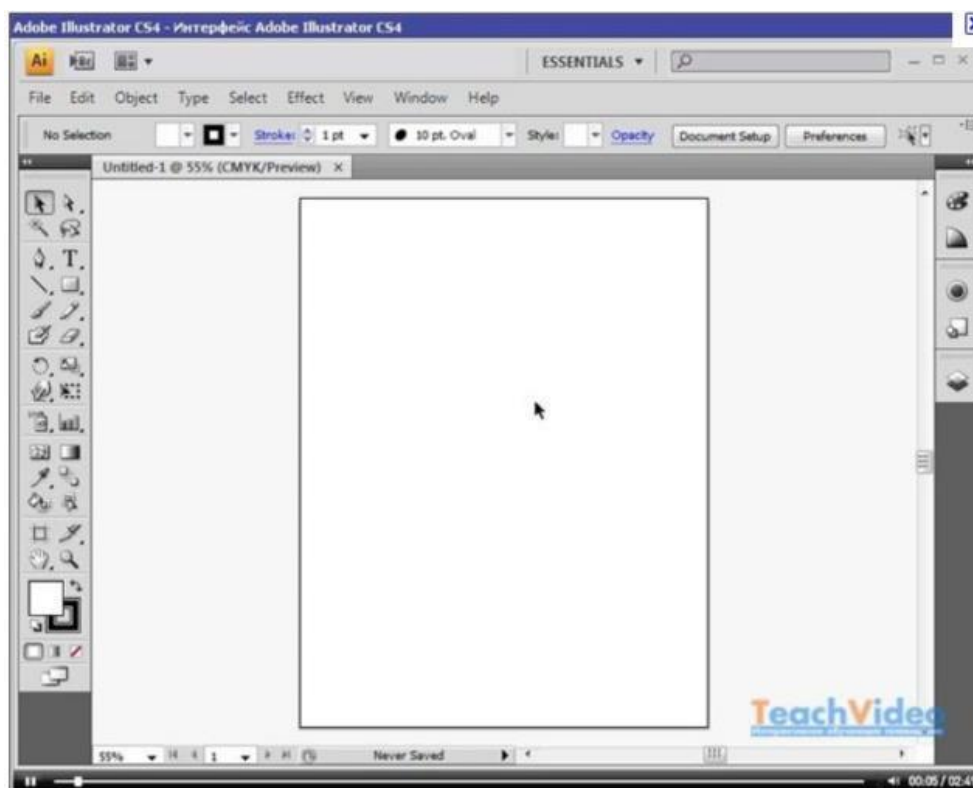 Adobe Illustrator CS4 - Интерфейс Adobe Illustrator CS4
Ai Br ESSENTIALS
File Edit Object Type Select Effect View Window Help
No Selection Stroke: 1 pt 10 pt. Oval Style: Opacity Document Setup Preferences
Untitled-1 @ 55% (CMYK/Preview) ×
T
TeachVideo
55% 1 Never Saved
00:05 / 02:4